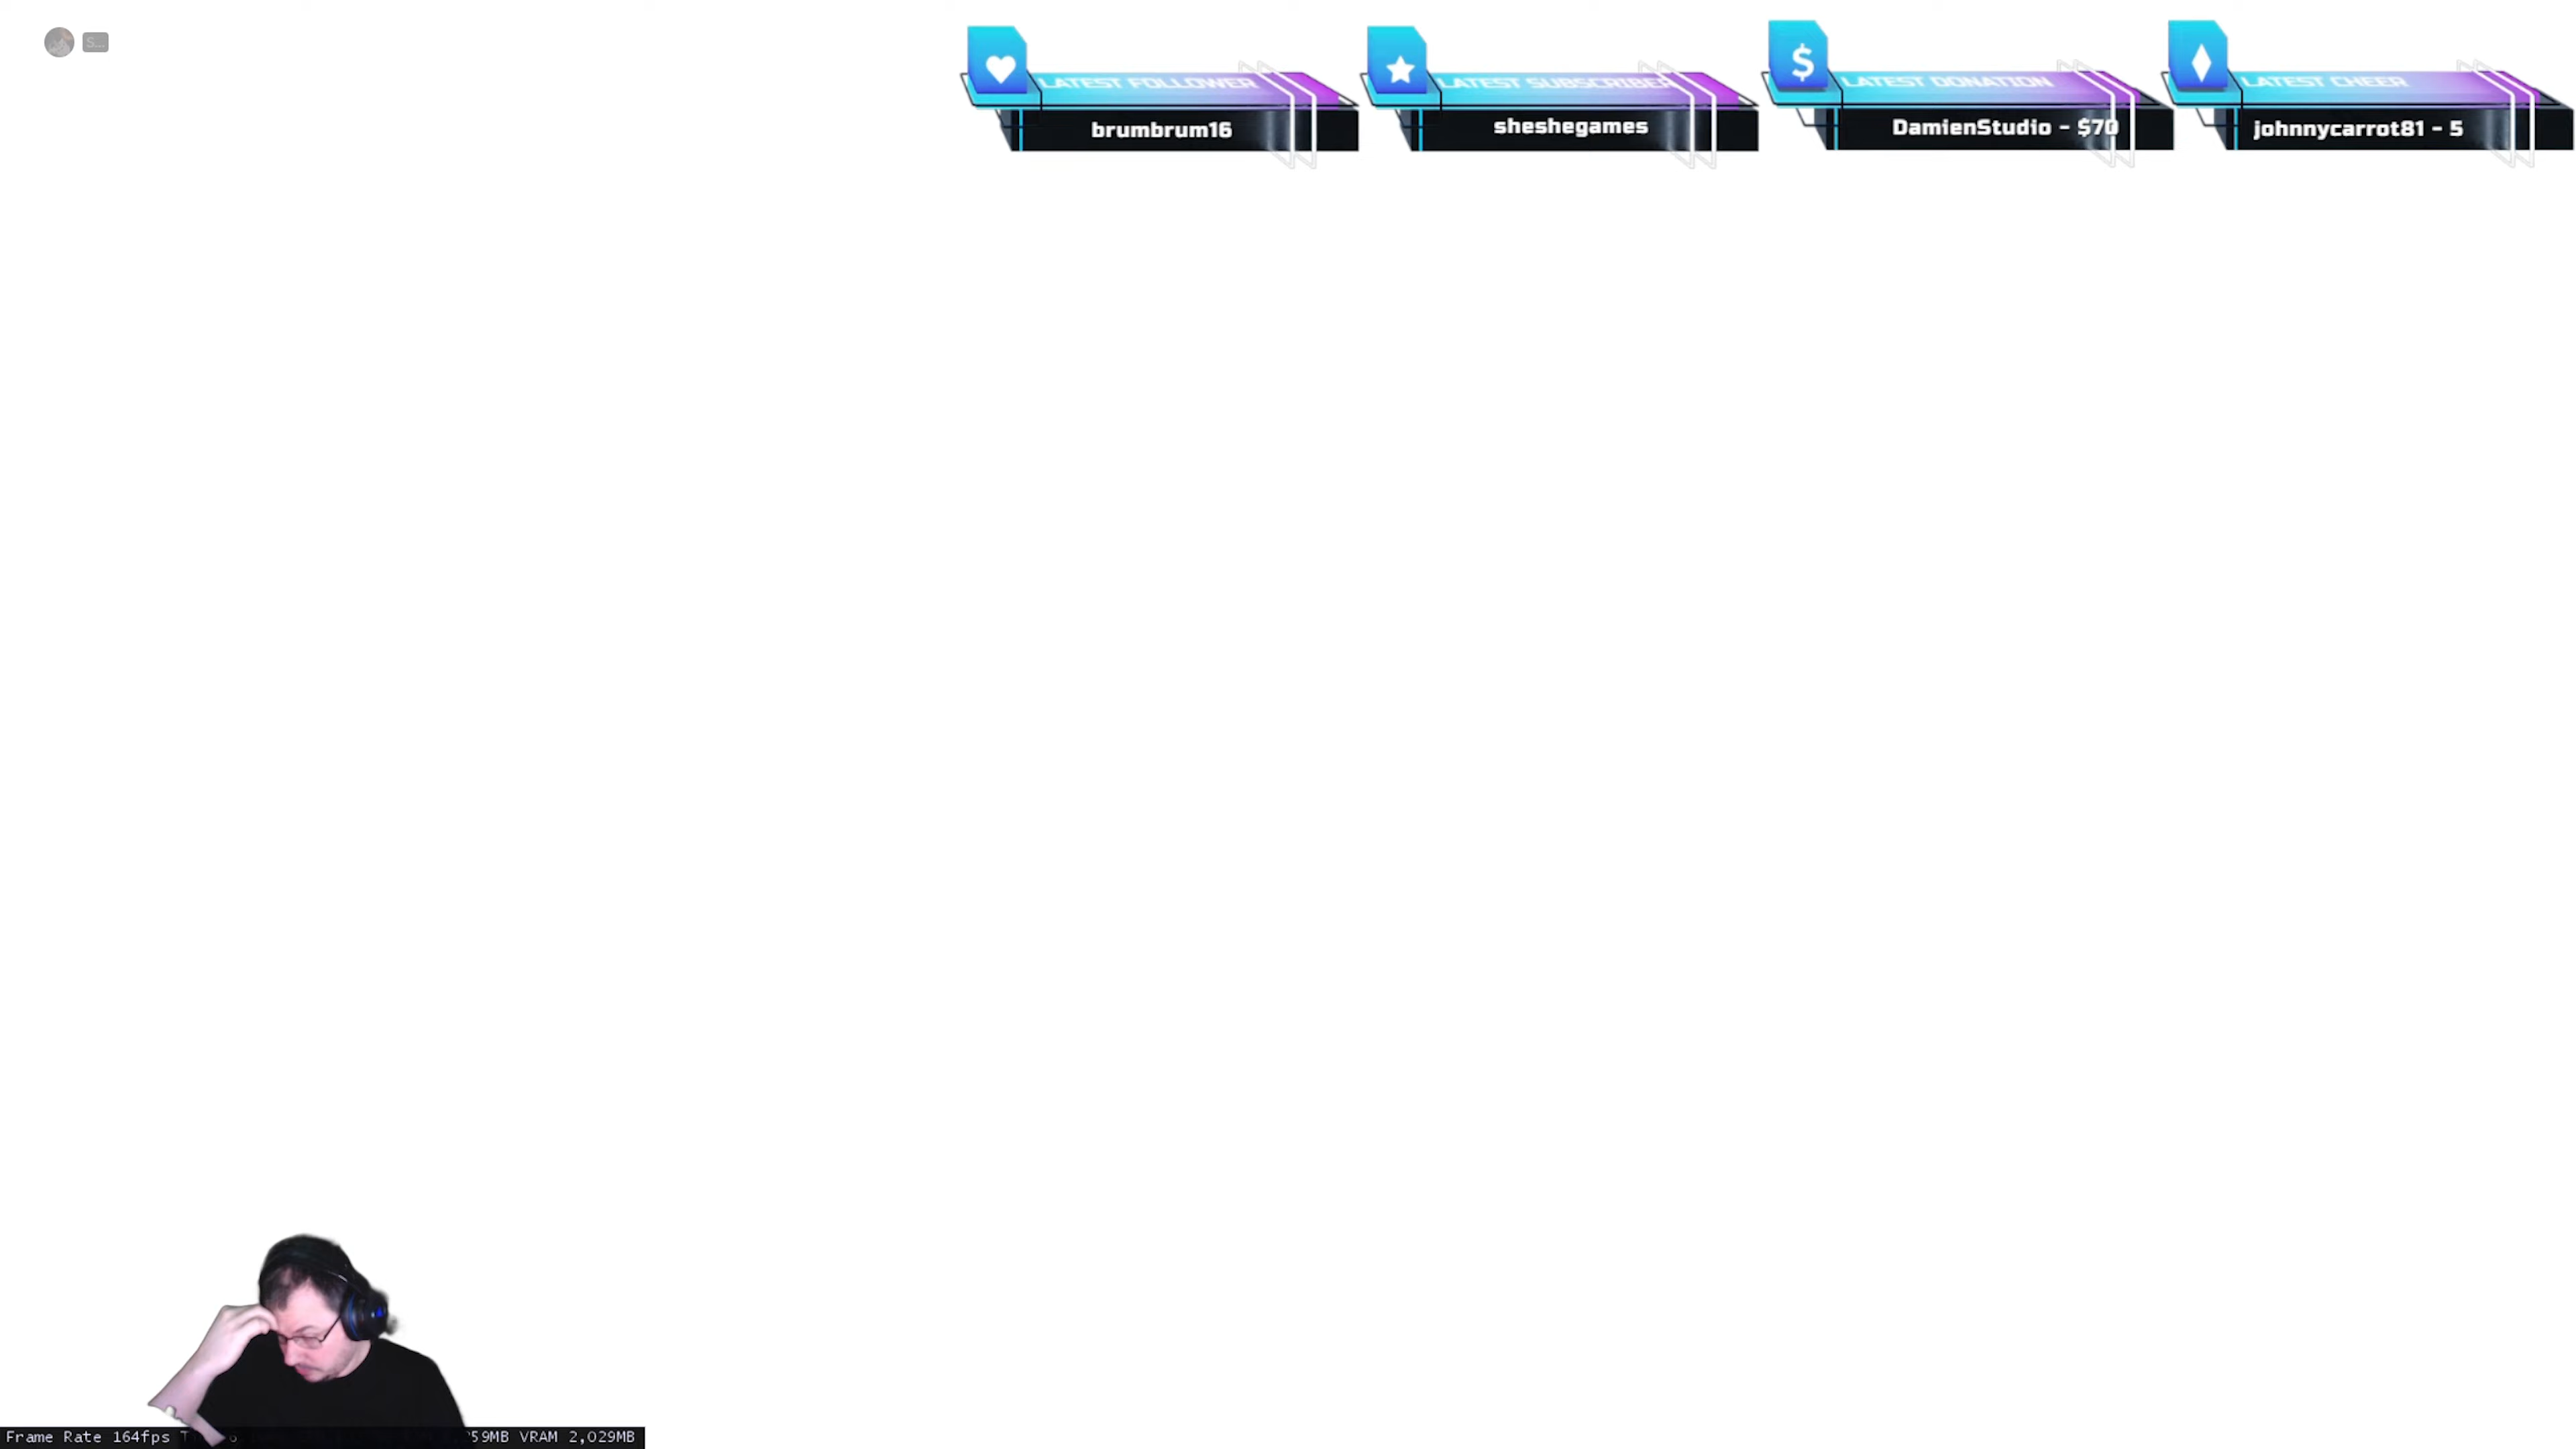 S...
LATEST FOLLOWER
brumbrum16
LATEST SUBSCRIBER
sheshegames
LATEST DONATION
DamienStudio - $70
LATEST CHEER
johnnycarrot81 - 5
Frame Rate 164fps 59MB VRAM 2,029MB